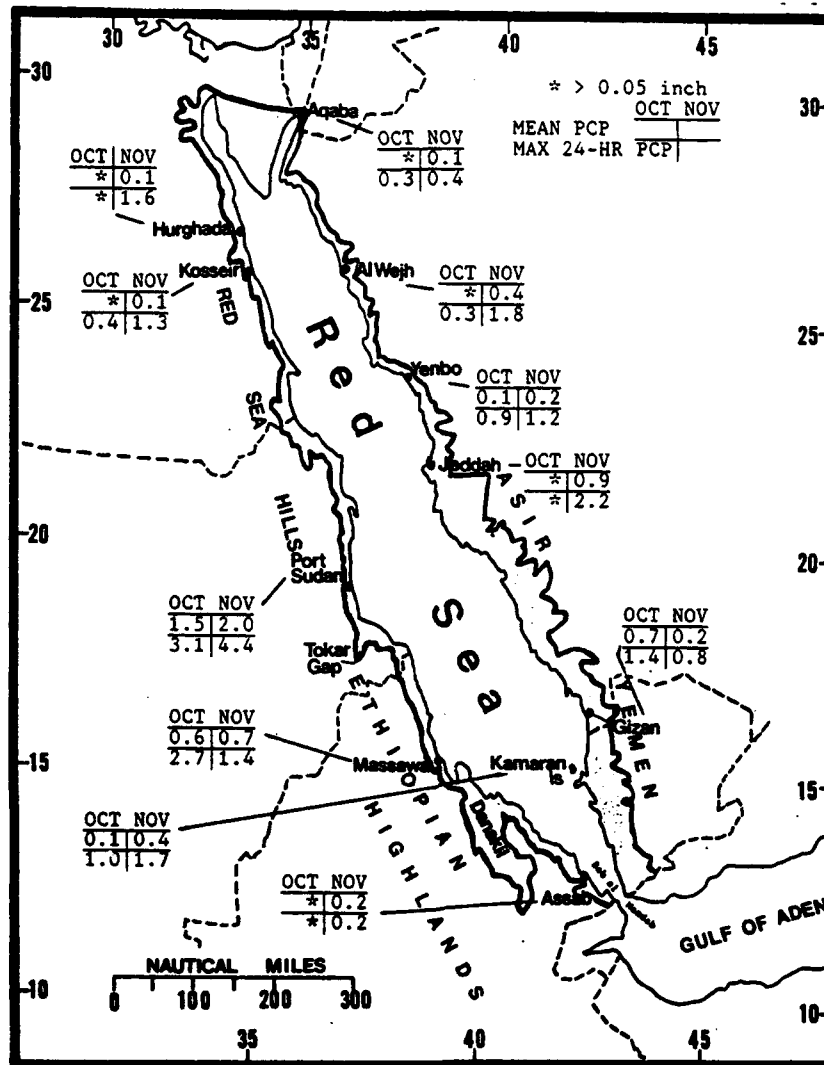 30 35 40 45
30
30
* > 0.05 inch
OCT NOV
MEAN PCP
MAX 24-HR PCP
Aqaba
OCT NOV
* 0.1
0.3 0.4
OCT NOV
* 0.1
* 1.6
Hurghada
Kosseir
OCT NOV
* 0.1
0.4 1.3
Al Wejh
OCT NOV
* 0.4
0.3 1.8
25
25
RED
SEA
HILLS
Red
Sea
Yenbo
OCT NOV
0.1 0.2
0.9 1.2
Jeddah
OCT NOV
* 0.9
* 2.2
ASIR
20
20
Port
Sudan
OCT NOV
1.5 2.0
3.1 4.4
Tokar
Gap
OCT NOV
0.7 0.2
1.4 0.8
Gizan
YEMEN
ETHIOPIAN
HIGHLANDS
OCT NOV
0.6 0.7
2.7 1.4
Massawa
Kamaran
Is
15
15
OCT NOV
0.1 0.4
1.0 1.7
Danakil
OCT NOV
* 0.2
* 0.2
Assab
GULF OF ADEN
NAUTICAL MILES
0 100 200 300
10
10
35 40 45